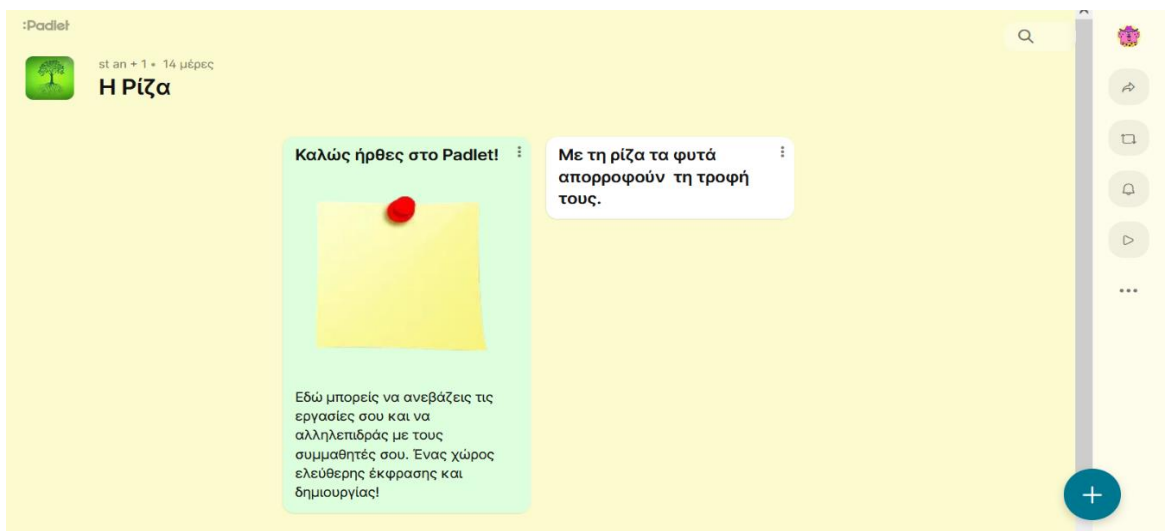 :Padlet
st an + 1 • 14 μέρες
Η Ρίζα
Καλώς ήρθες στο Padlet!
Εδώ μπορείς να ανεβάζεις τις
εργασίες σου και να
αλληλεπιδράς με τους
συμμαθητές σου. Ένας χώρος
ελεύθερης έκφρασης και
δημιουργίας!
Με τη ρίζα τα φυτά
απορροφούν τη τροφή
τους.